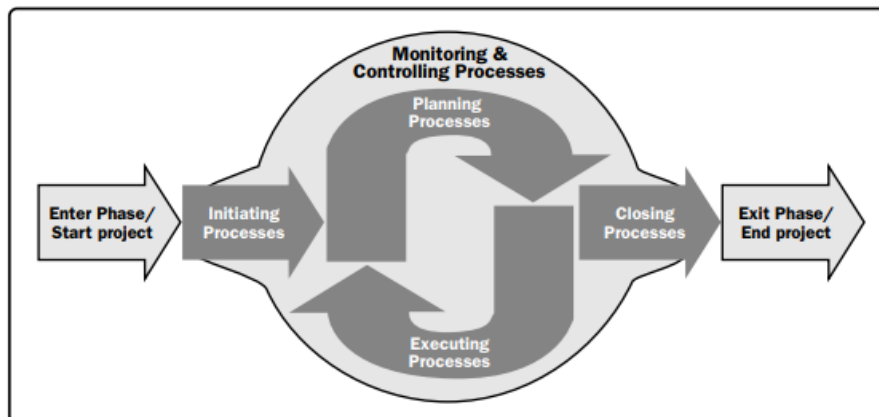 Monitoring &
Controlling Processes
Planning
Processes
Enter Phase/
Start project
Initiating
Processes
Closing
Processes
Exit Phase/
End project
Executing
Processes